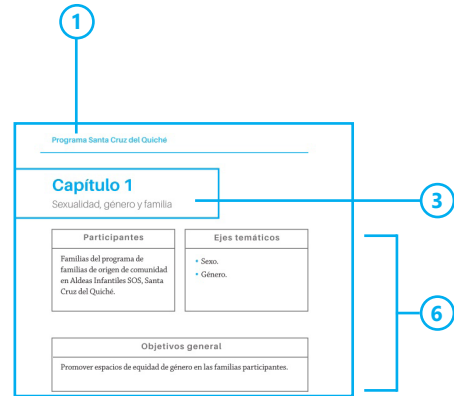 1
Programa Santa Cruz del Quiché
Capítulo 1
Sexualidad, género y familia
3
Participantes
Familias del programa de
familias de origen de comunidad
en Aldeas Infantiles SOS, Santa
Cruz del Quiché.
Ejes temáticos
• Sexo.
• Género.
6
Objetivos general
Promover espacios de equidad de género en las familias participantes.